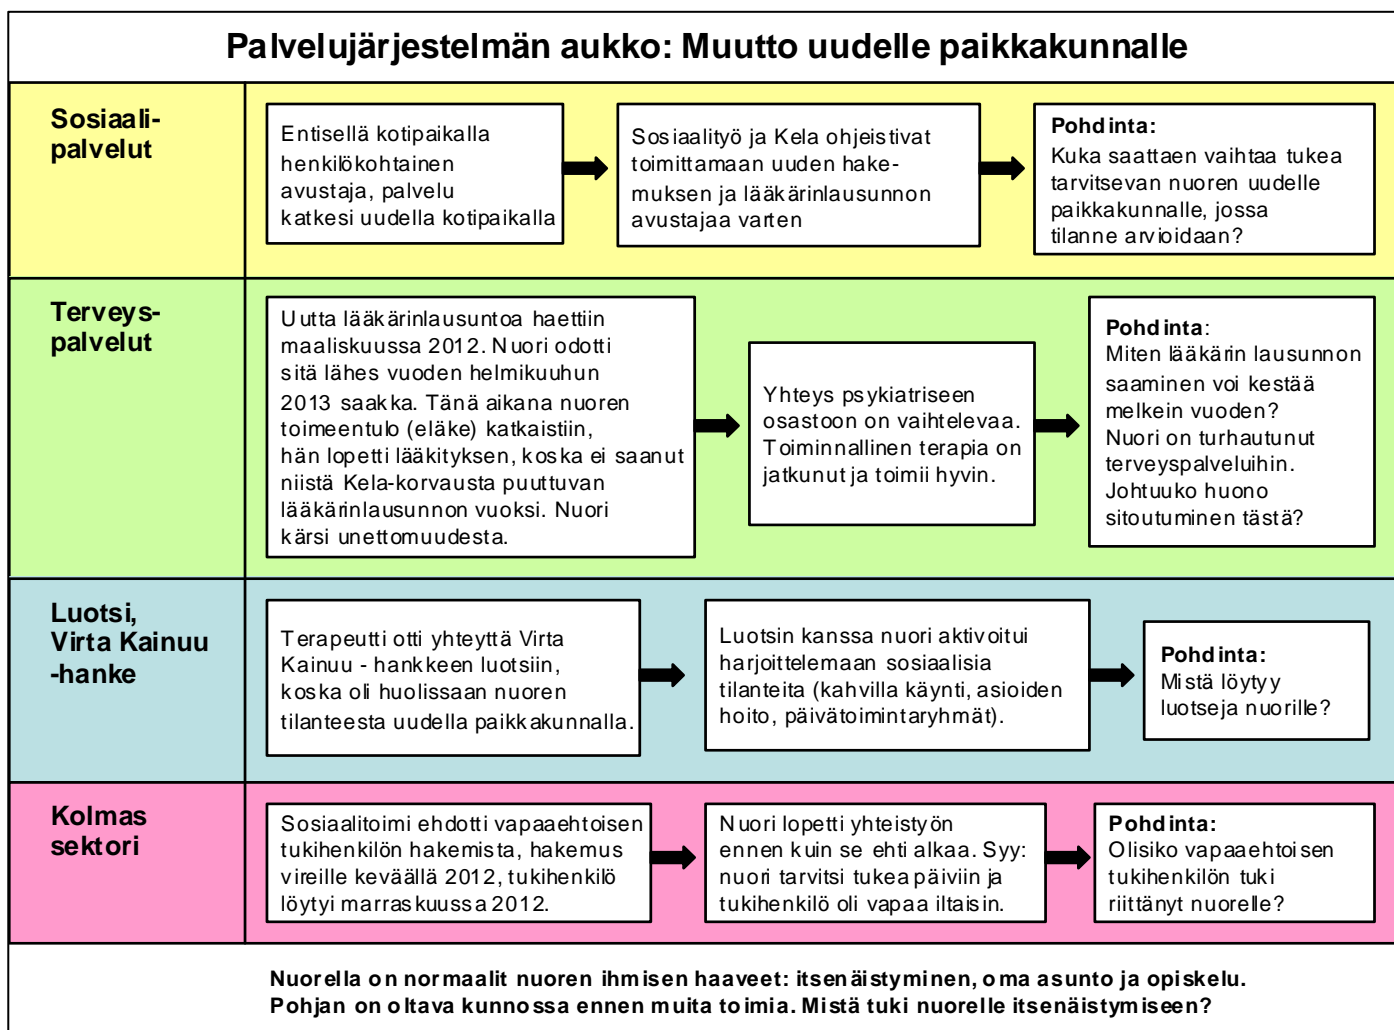 Palvelujärjestelmän aukko: Muutto uudelle paikkakunnalle
Sosiaali-
palvelut
Entisellä kotipaikalla
henkilökohtainen
avustaja, palvelu
katkesi uudella kotipaikalla
Sosiaalityö ja Kela ohjeistivat
toimittamaan uuden hake-
muksen ja lääkärinlausunnon
avustajaa varten
Pohdinta:
Kuka saattaen vaihtaa tukea
tarvitsevan nuoren uudelle
paikkakunnalle, jossa
tilanne arvioidaan?
Terveys-
palvelut
Uutta lääkärinlausuntoa haettiin
maaliskuussa 2012. Nuori odotti
sitä lähes vuoden helmikuuhun
2013 saakka. Tänä aikana nuoren
toimeentulo (eläke) katkaistiin,
hän lopetti lääkityksen, koska ei saanut
niistä Kela-korvausta puuttuvan
lääkärinlausunnon vuoksi. Nuori
kärsi unettomuudesta.
Yhteys psykiatriseen
osastoon on vaihtelevaa.
Toiminnallinen terapia on
jatkunut ja toimii hyvin.
Pohdinta:
Miten lääkärin lausunnon
saaminen voi kestää
melkein vuoden?
Nuori on turhautunut
terveyspalveluihin.
Johtuuko huono
sitoutuminen tästä?
Luotsi,
Virta Kainuu
-hanke
Terapeutti otti yhteyttä Virta
Kainuu - hankkeen luotsiin,
koska oli huolissaan nuoren
tilanteesta uudella paikkakunnalla.
Luotsin kanssa nuori aktivoitui
harjoittelemaan sosiaalisia
tilanteita (kahvilla käynti, asioiden
hoito, päivätoimintaryhmät).
Pohdinta:
Mistä löytyy
luotseja nuorille?
Kolmas
sektori
Sosiaalitoimi ehdotti vapaaehtoisen
tukihenkilön hakemista, hakemus
vireille keväällä 2012, tukihenkilö
löytyi marraskuussa 2012.
Nuori lopetti yhteistyön
ennen kuin se ehti alkaa. Syy:
nuori tarvitsi tukea päiviin ja
tukihenkilö oli vapaa iltaisin.
Pohdinta:
Olisiko vapaaehtoisen
tukihenkilön tuki
riittänyt nuorelle?
Nuorella on normaalit nuoren ihmisen haaveet: itsenäistyminen, oma asunto ja opiskelu.
Pohjan on oltava kunnossa ennen muita toimia. Mistä tuki nuorelle itsenäistymiseen?